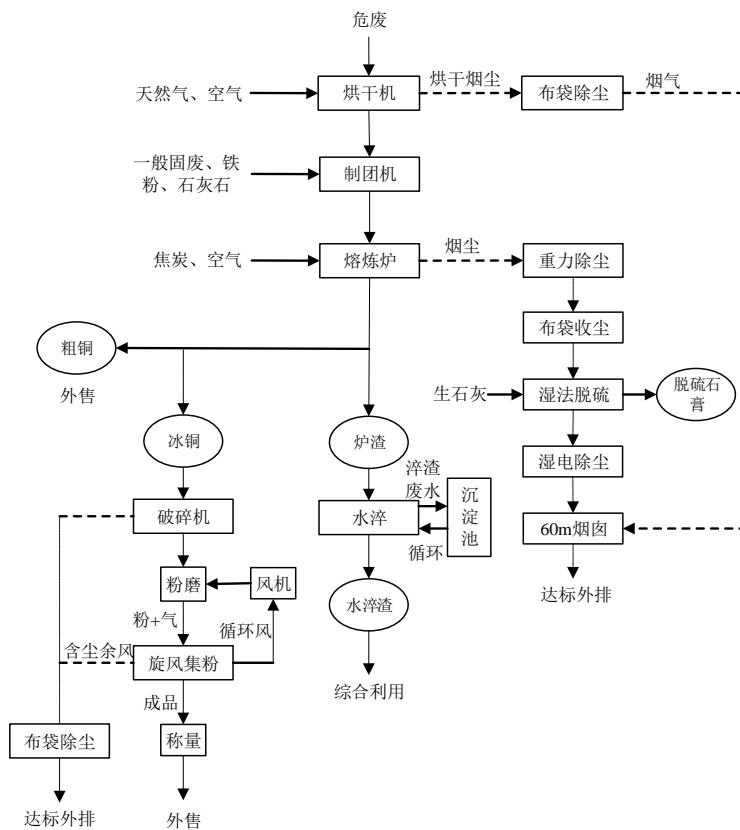 危废
天然气、空气
烘干机
烘干烟尘
布袋除尘
烟气
一般固废、铁
粉、石灰石
制团机
焦炭、空气
熔炼炉
烟尘
重力除尘
布袋收尘
粗铜
外售
生石灰
湿法脱硫
脱硫石
膏
冰铜
炉渣
湿电除尘
淬渣
废水
破碎机
水淬
沉
淀
池
循环
60m烟囱
达标外排
粉磨
风机
水淬渣
粉+气
循环风
含尘余风
旋风集粉
综合利用
成品
布袋除尘
称量
达标外排
外售